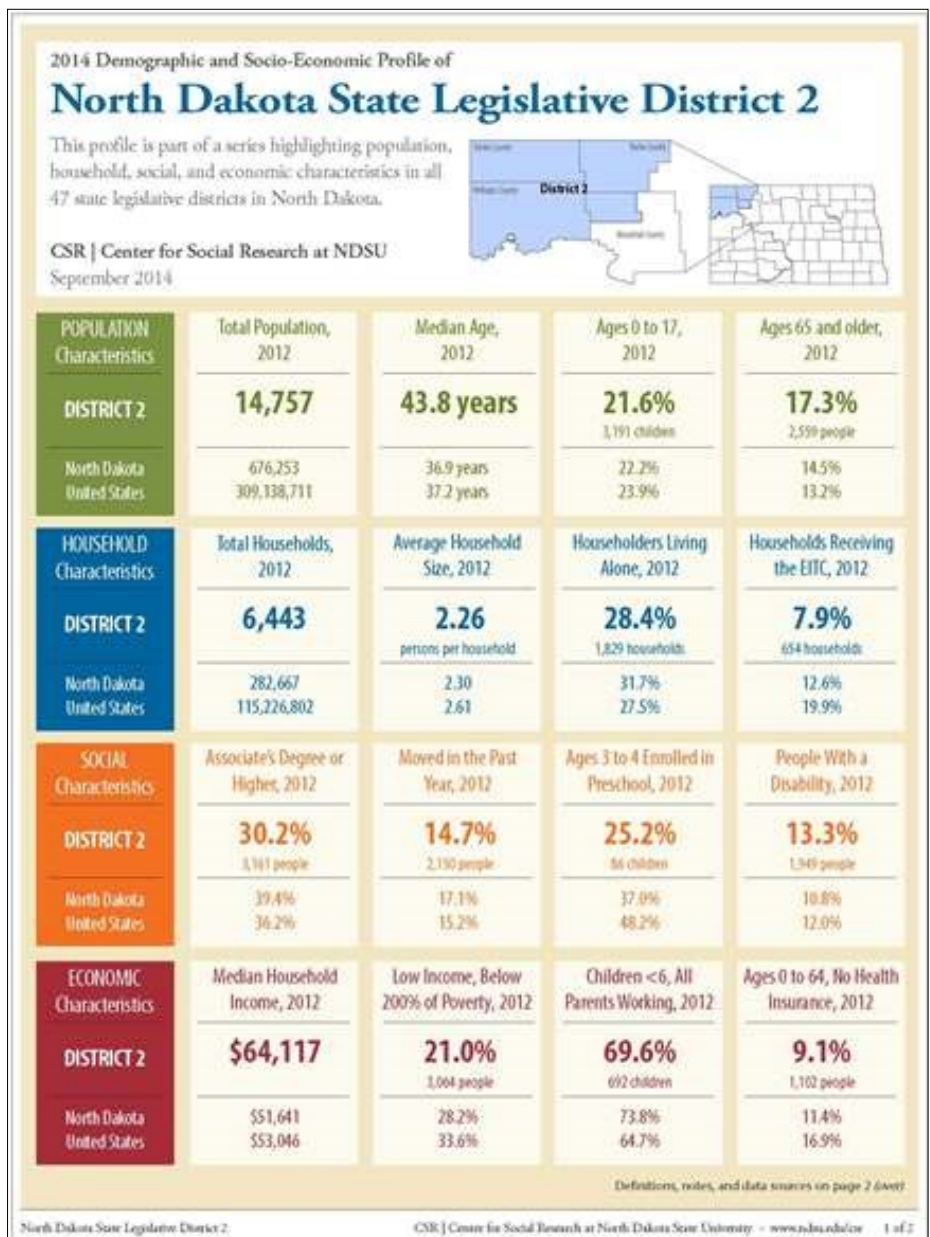 2014 Demographic and Socio-Economic Profile of
North Dakota State Legislative District 2
This profile is part of a series highlighting population,
household, social, and economic characteristics in all
47 state legislative districts in North Dakota.
CSR | Center for Social Research at NDSU
September 2014
District 2
POPULATION
Characteristics
Total Population,
2012
Median Age,
2012
Ages 0 to 17,
2012
Ages 65 and older,
2012
DISTRICT 2
14,757
43.8 years
21.6%
3,191 children
17.3%
2,559 people
North Dakota
United States
676,253
309,138,711
36.9 years
37.2 years
22.2%
23.9%
14.5%
13.2%
HOUSEHOLD
Characteristics
Total Households,
2012
Average Household
Size, 2012
Householders Living
Alone, 2012
Households Receiving
the EITC, 2012
DISTRICT 2
6,443
2.26
persons per household
28.4%
1,829 households
7.9%
654 households
North Dakota
United States
282,667
115,226,802
2.30
2.61
31.7%
27.5%
12.6%
19.9%
SOCIAL
Characteristics
Associate's Degree or
Higher, 2012
Moved in the Past
Year, 2012
Ages 3 to 4 Enrolled in
Preschool, 2012
People With a
Disability, 2012
DISTRICT 2
30.2%
3,161 people
14.7%
2,150 people
25.2%
86 children
13.3%
1,949 people
North Dakota
United States
39.4%
36.2%
17.1%
15.2%
37.0%
48.2%
10.8%
12.0%
ECONOMIC
Characteristics
Median Household
Income, 2012
Low Income, Below
200% of Poverty, 2012
Children <6, All
Parents Working, 2012
Ages 0 to 64, No Health
Insurance, 2012
DISTRICT 2
$64,117
21.0%
3,064 people
69.6%
692 children
9.1%
1,102 people
North Dakota
United States
$51,641
$53,046
28.2%
33.6%
73.8%
64.7%
11.4%
16.9%
Definitions, notes, and data sources on page 2 (over)
North Dakota State Legislative District 2
CSR | Center for Social Research at North Dakota State University - www.ndsu.edu/csr 1 of 2